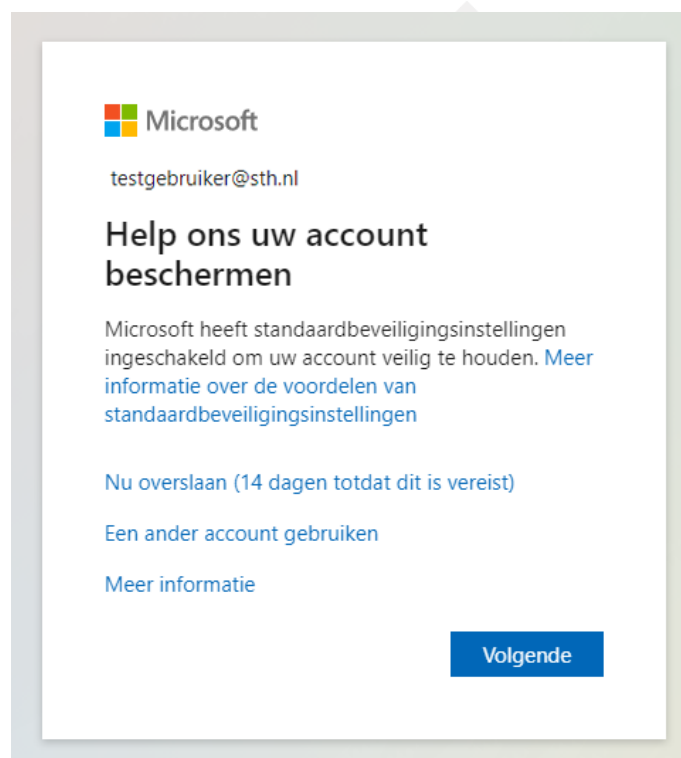 Microsoft
testgebruiker@sth.nl
Help ons uw account
beschermen
Microsoft heeft standaardbeveiligingsinstellingen
ingeschakeld om uw account veilig te houden. Meer
informatie over de voordelen van
standaardbeveiligingsinstellingen
Nu overslaan (14 dagen totdat dit is vereist)
Een ander account gebruiken
Meer informatie
Volgende